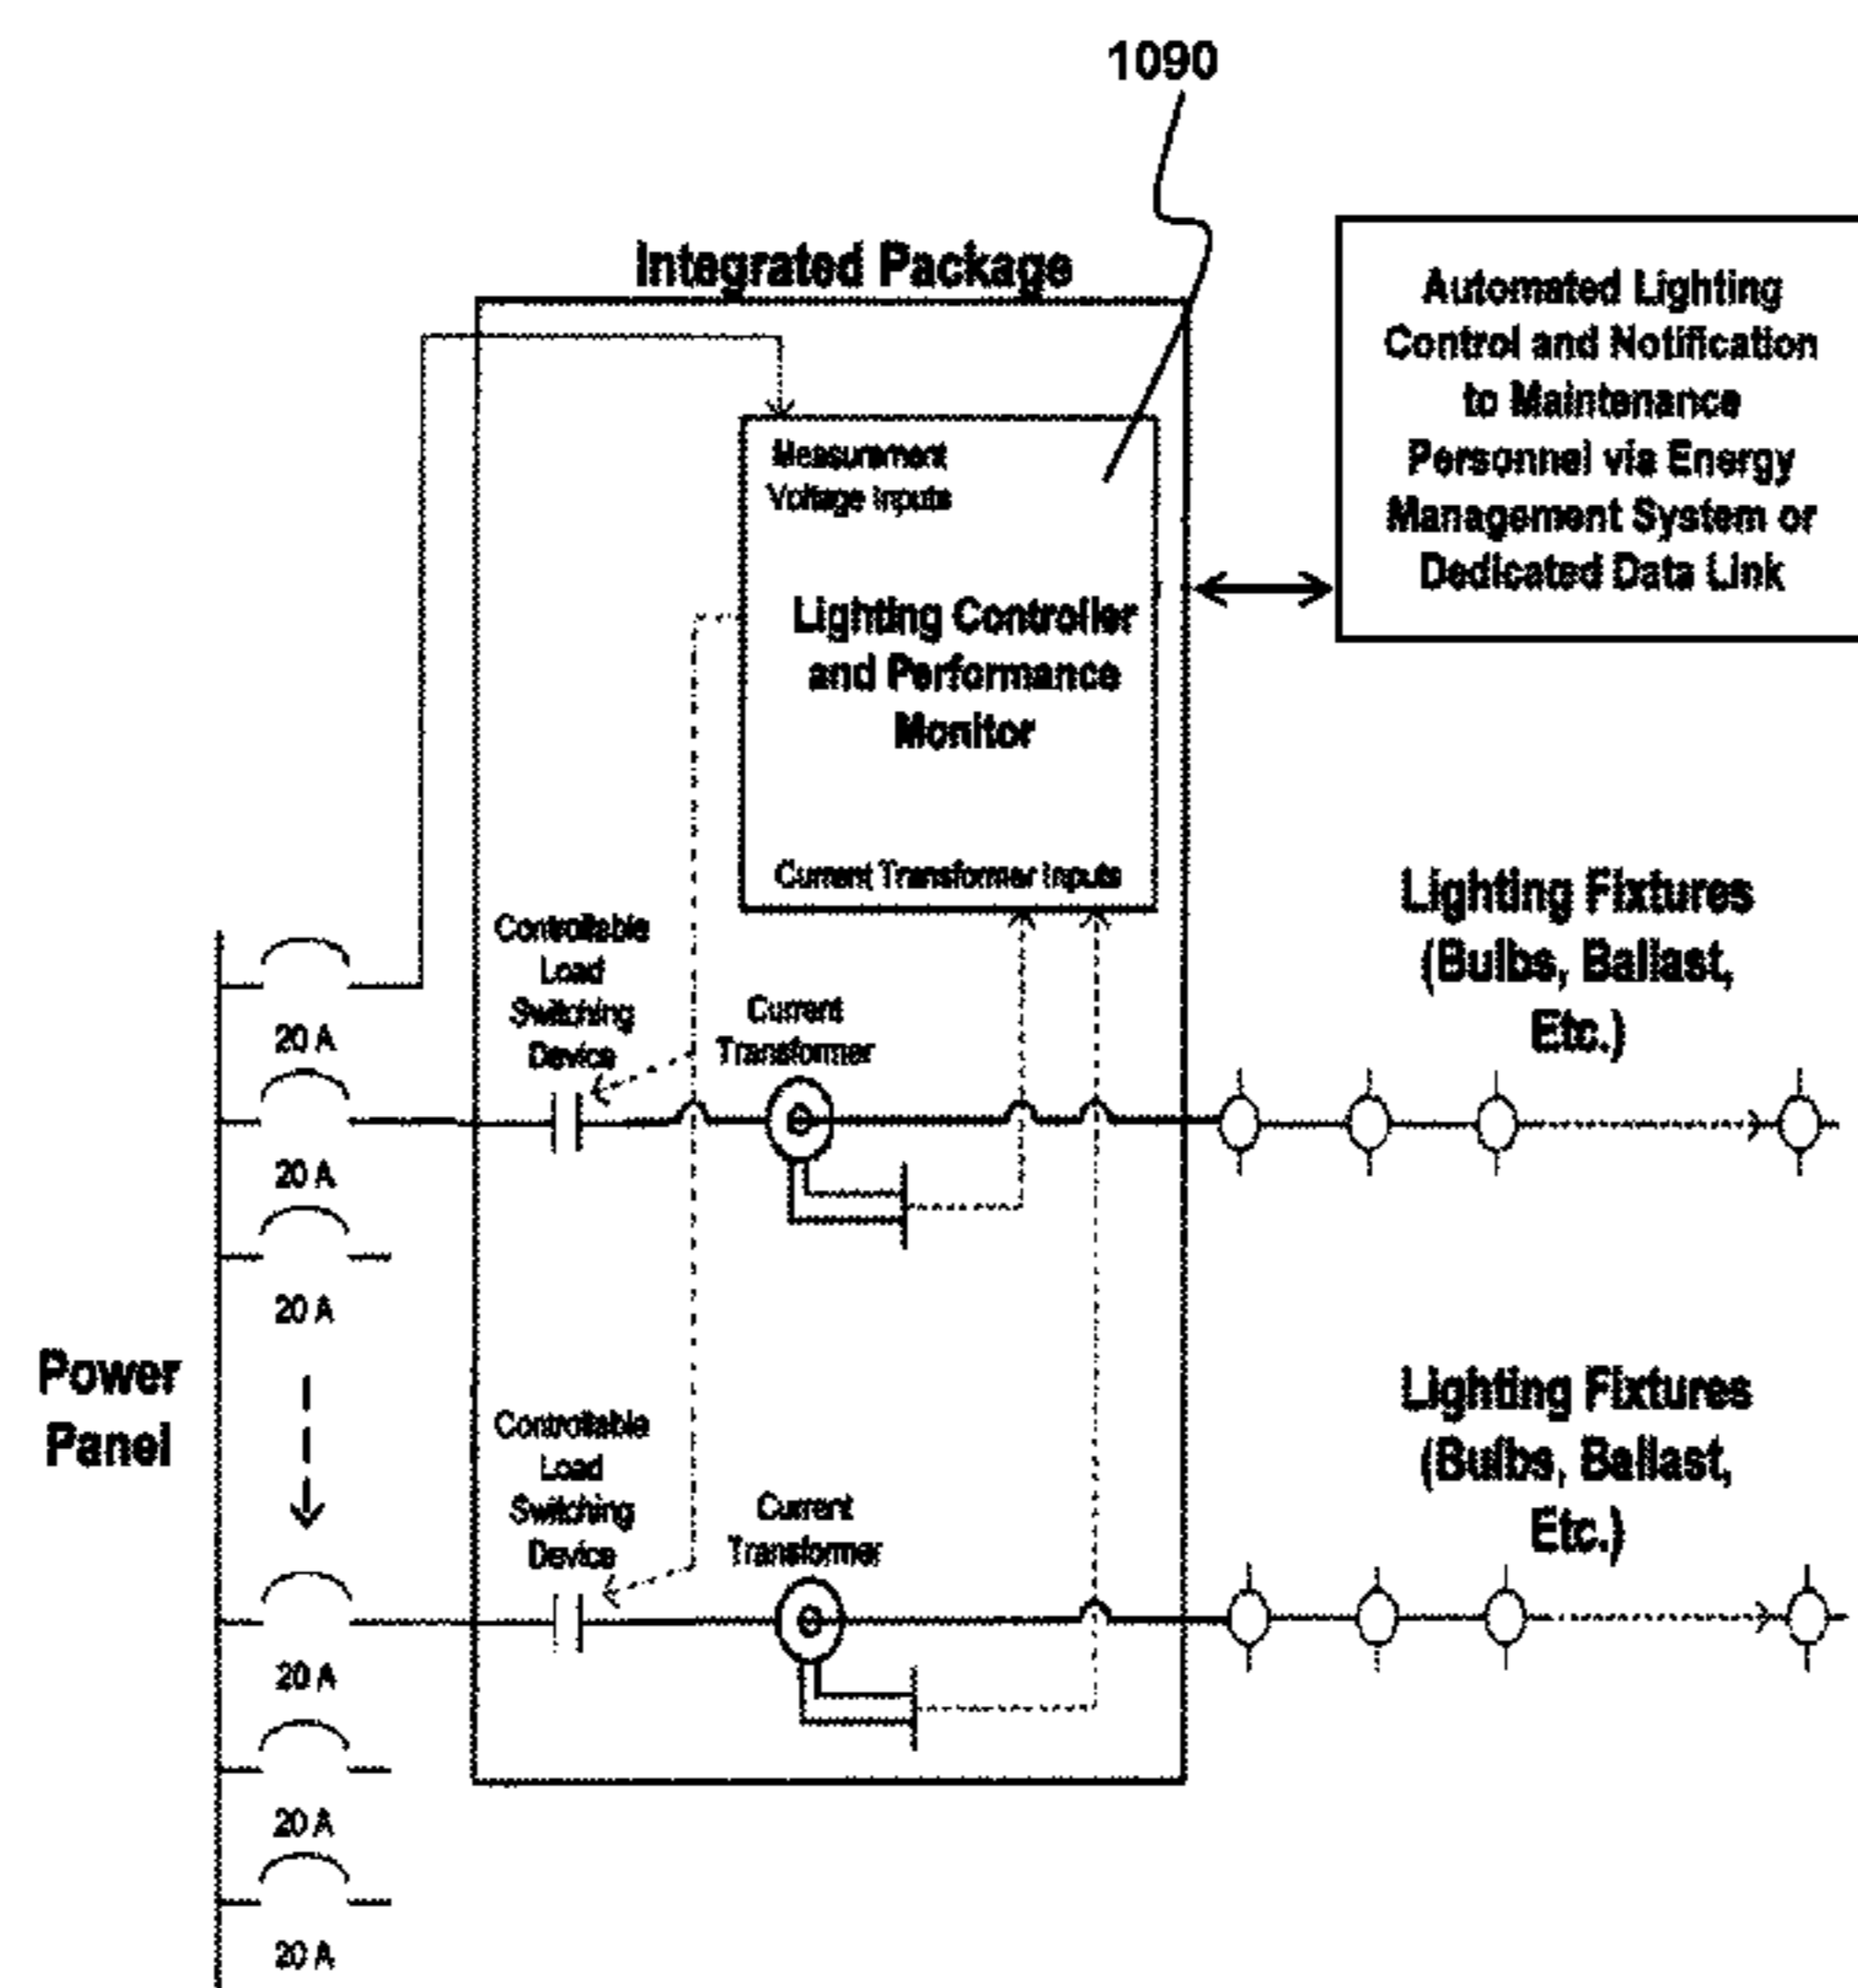 1090
Integrated Package
Automated Lighting
Control and Notification
to Maintenance
Personnel via Energy
Management System or
Dedicated Data Link
Measurement
Voltage Inputs
Lighting Controller
and Performance
Monitor
Current Transformer Inputs
Controllable
Load
Switching
Device
Current
Transformer
Lighting Fixtures
(Bulbs, Ballast,
Etc.)
20 A
20 A
20 A
Power
Panel
Controllable
Load
Switching
Device
Current
Transformer
Lighting Fixtures
(Bulbs, Ballast,
Etc.)
20 A
20 A
20 A